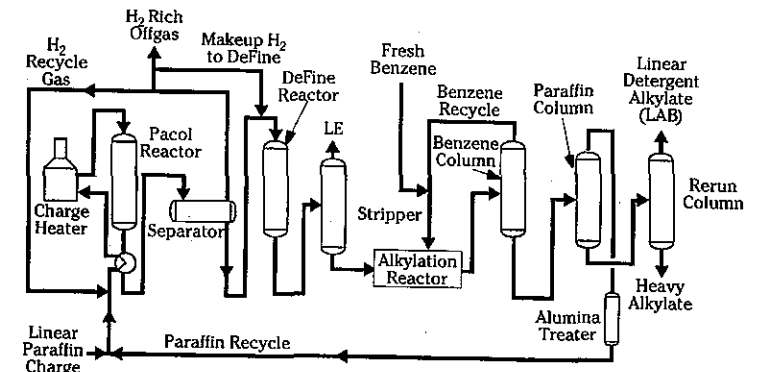 H₂ Rich
Offgas
H₂
Recycle
Gas
Makeup H₂
to DeFine
DeFine
Reactor
Fresh
Benzene
Benzene
Recycle
Benzene
Column
Paraffin
Column
Linear
Detergent
Alkylate
(LAB)
Pacol
Reactor
LE
Charge
Heater
Separator
Stripper
Alkylation
Reactor
Rerun
Column
Heavy
Alkylate
Alumina
Treater
Linear
Paraffin
Charge
Paraffin Recycle